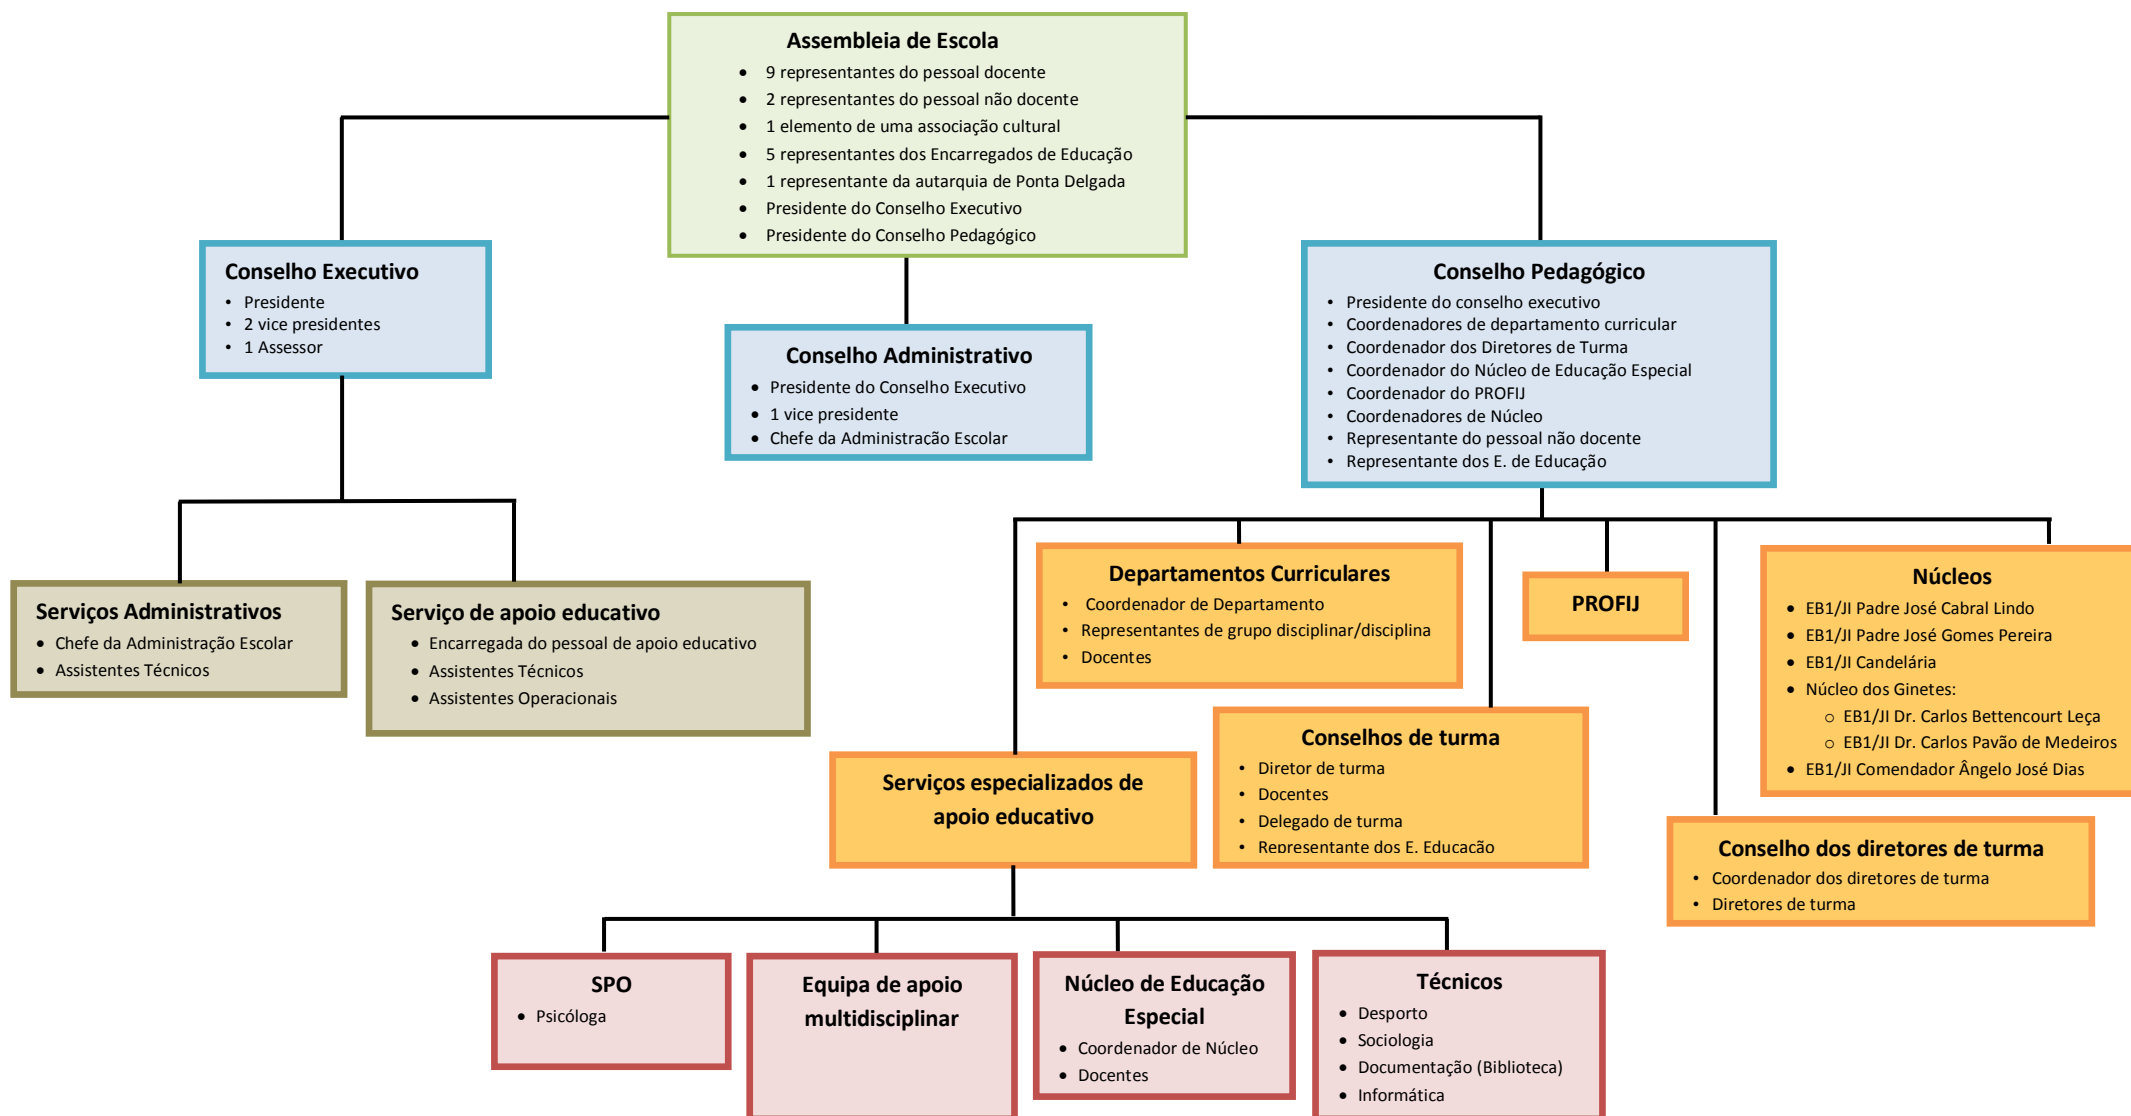 Assembleia de Escola
• 9 representantes do pessoal docente
• 2 representantes do pessoal não docente
• 1 elemento de uma associação cultural
• 5 representantes dos Encarregados de Educação
• 1 representante da autarquia de Ponta Delgada
• Presidente do Conselho Executivo
• Presidente do Conselho Pedagógico
Conselho Executivo
• Presidente
• 2 vice presidentes
• 1 Assessor
Conselho Administrativo
• Presidente do Conselho Executivo
• 1 vice presidente
• Chefe da Administração Escolar
Conselho Pedagógico
• Presidente do conselho executivo
• Coordenadores de departamento curricular
• Coordenador dos Diretores de Turma
• Coordenador do Núcleo de Educação Especial
• Coordenador do PROFIJ
• Coordenadores de Núcleo
• Representante do pessoal não docente
• Representante dos E. de Educação
Serviços Administrativos
• Chefe da Administração Escolar
• Assistentes Técnicos
Serviço de apoio educativo
• Encarregada do pessoal de apoio educativo
• Assistentes Técnicos
• Assistentes Operacionais
Departamentos Curriculares
• Coordenador de Departamento
• Representantes de grupo disciplinar/disciplina
• Docentes
PROFIJ
Núcleos
• EB1/JI Padre José Cabral Lindo
• EB1/JI Padre José Gomes Pereira
• EB1/JI Candelária
• Núcleo dos Ginetes:
o EB1/JI Dr. Carlos Bettencourt Leça
o EB1/JI Dr. Carlos Pavão de Medeiros
• EB1/JI Comendador Ângelo José Dias
Serviços especializados de
apoio educativo
Conselhos de turma
• Diretor de turma
• Docentes
• Delegado de turma
• Representante dos E. Educação
Conselho dos diretores de turma
• Coordenador dos diretores de turma
• Diretores de turma
SPO
• Psicóloga
Equipa de apoio
multidisciplinar
Núcleo de Educação
Especial
• Coordenador de Núcleo
• Docentes
Técnicos
• Desporto
• Sociologia
• Documentação (Biblioteca)
• Informática